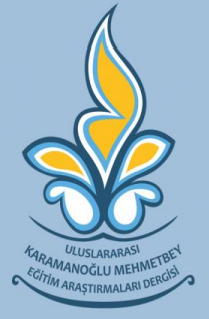 ULUSLARARASI
KARAMANOĞLU MEHMETBEY
EĞİTİM ARAŞTIRMALARI DERGİSİ